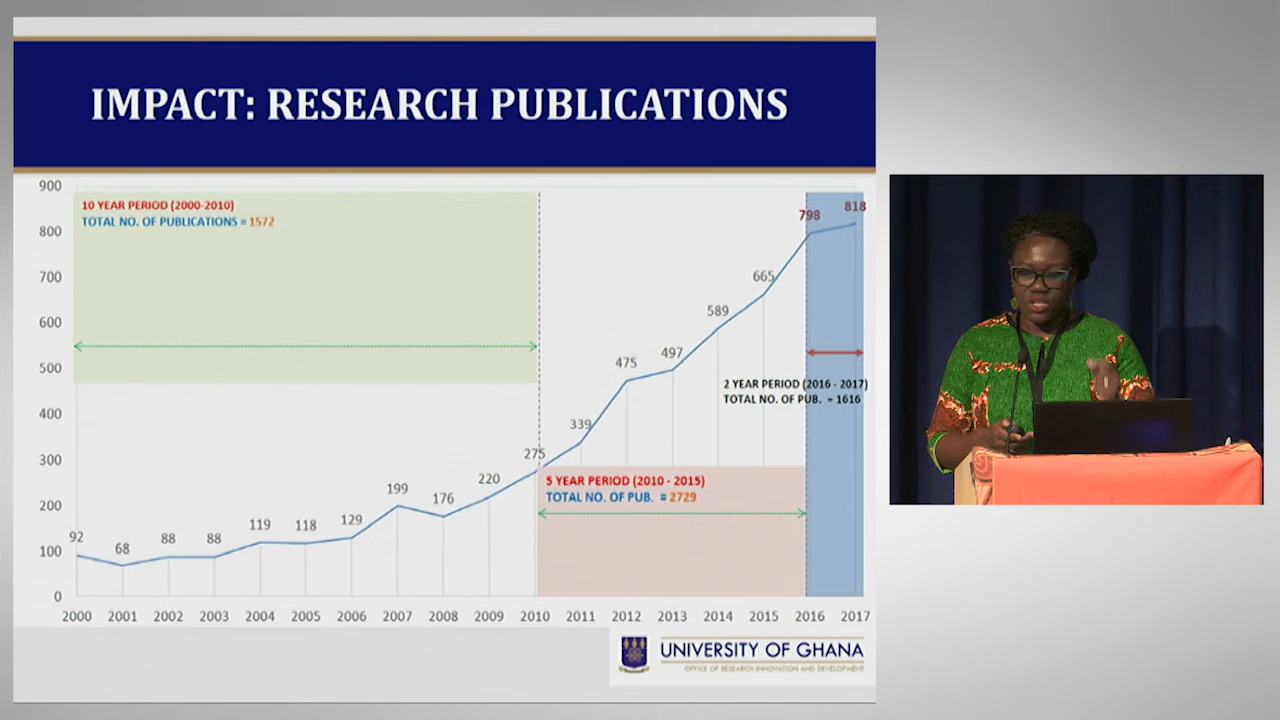 IMPACT: RESEARCH PUBLICATIONS
900
800
700
600
500
400
300
200
100
0
10 YEAR PERIOD (2000-2010)
TOTAL NO. OF PUBLICATIONS = 1572
798
818
665
589
475
497
2 YEAR PERIOD (2016 - 2017)
TOTAL NO. OF PUB. = 1616
339
275
5 YEAR PERIOD (2010 - 2015)
TOTAL NO. OF PUB. = 2729
92
68
88
88
119
118
129
199
176
220
2000 2001 2002 2003 2004 2005 2006 2007 2008 2009 2010 2011 2012 2013 2014 2015 2016 2017
UNIVERSITY OF GHANA
OFFICE OF RESEARCH INNOVATION AND DEVELOPMENT